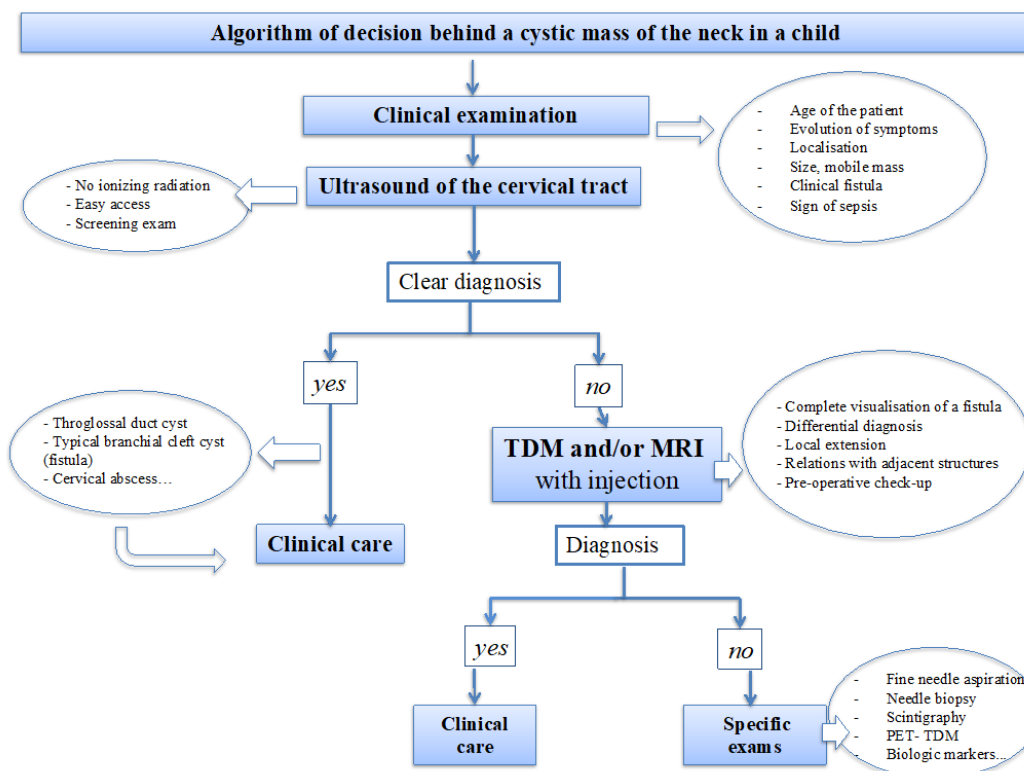 Algorithm of decision behind a cystic mass of the neck in a child
Clinical examination
- Age of the patient
- Evolution of symptoms
- Localisation
- Size, mobile mass
- Clinical fistula
- Sign of sepsis
Ultrasound of the cervical tract
- No ionizing radiation
- Easy access
- Screening exam
Clear diagnosis
yes
no
- Throglossal duct cyst
- Typical branchial cleft cyst
(fistula)
- Cervical abscess…
Clinical care
TDM and/or MRI
with injection
- Complete visualisation of a fistula
- Differential diagnosis
- Local extension
- Relations with adjacent structures
- Pre-operative check-up
Diagnosis
yes
no
Clinical
care
Specific
exams
- Fine needle aspiration
- Needle biopsy
- Scintigraphy
- PET- TDM
- Biologic markers...